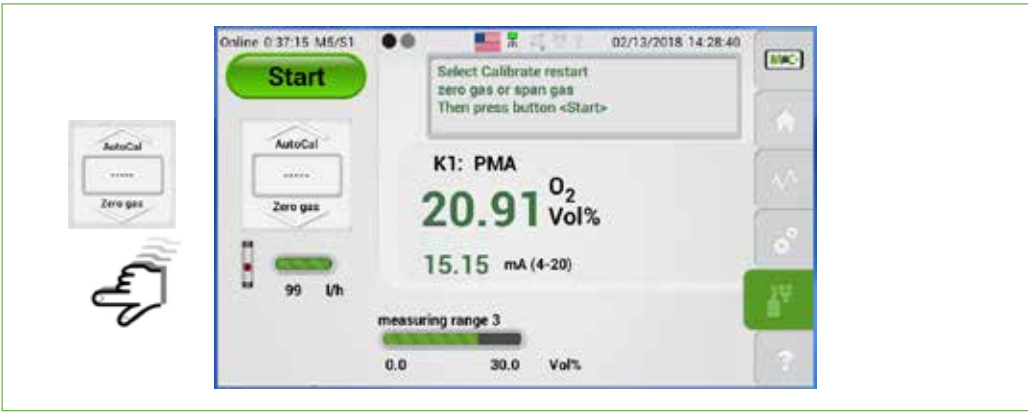 AutoCal
-----
Zero gas
Online 0:37:15 M5/S1
02/13/2018 14:28:40
Start
Select Calibrate restart
zero gas or span gas
Then press button <Start>
AutoCal
-----
Zero gas
99 l/h
K1: PMA
20.91 O2 Vol%
15.15 mA (4-20)
measuring range 3
0.0 30.0 Vol%
?